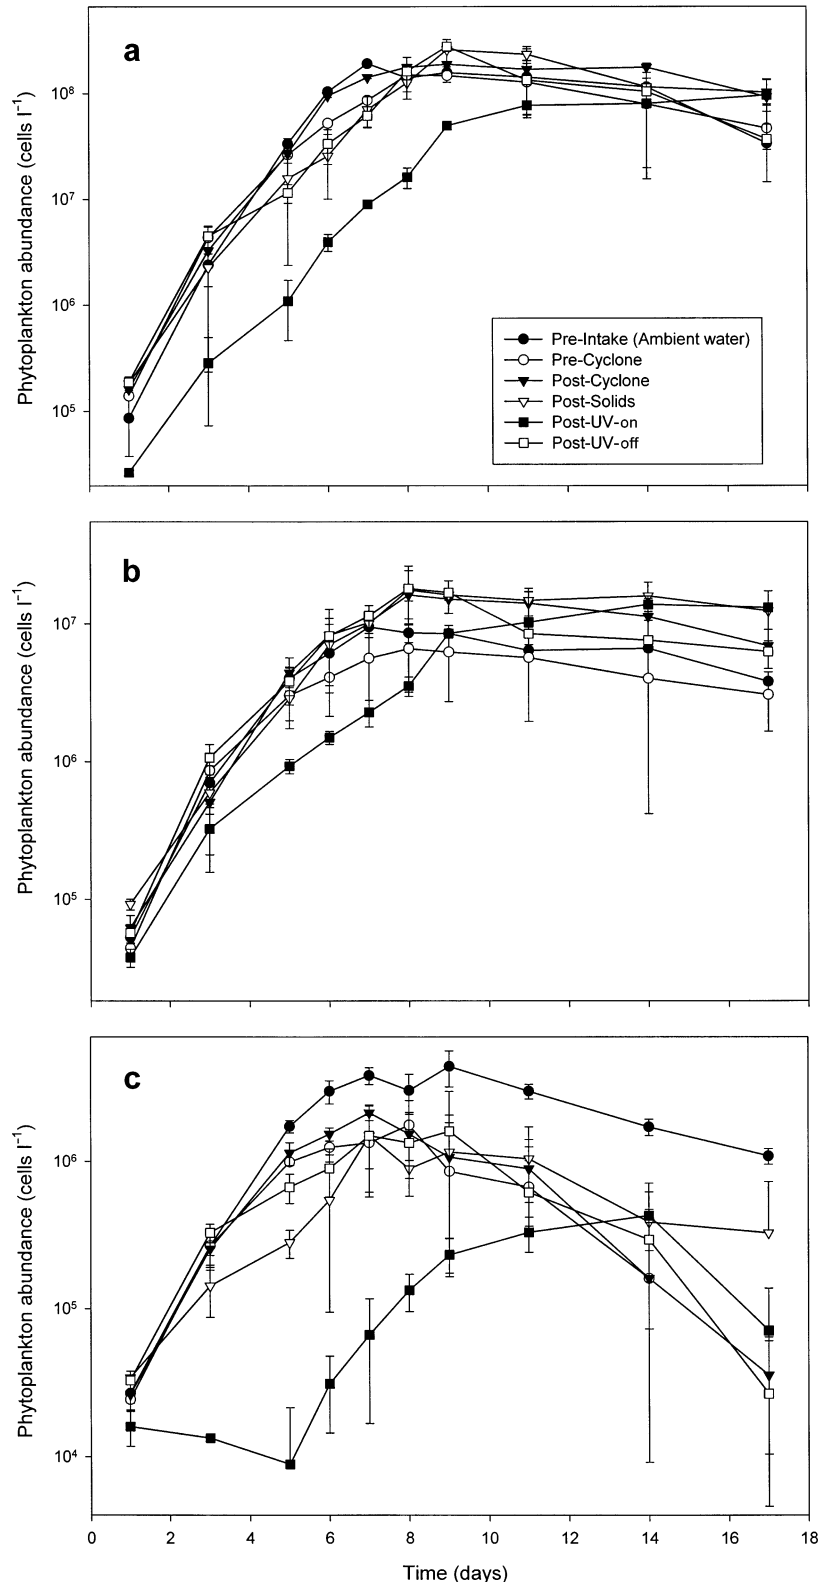 a
Phytoplankton abundance (cells l⁻¹)
10⁸
10⁷
10⁶
10⁵
Pre-Intake (Ambient water)
Pre-Cyclone
Post-Cyclone
Post-Solids
Post-UV-on
Post-UV-off
b
Phytoplankton abundance (cells l⁻¹)
10⁷
10⁶
10⁵
c
Phytoplankton abundance (cells l⁻¹)
10⁶
10⁵
10⁴
0 2 4 6 8 10 12 14 16 18
Time (days)